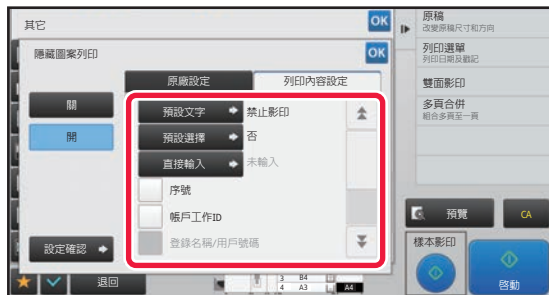 其它
OK
隱藏圖案列印
OK
原廠設定
列印內容設定
關
開
預設文字
禁止影印
預設選擇
否
直接輸入
未輸入
序號
帳戶工作ID
登錄名稱/用戶號碼
設定確認
退回
3 B4
4 A3
A4
原稿
改變原稿尺寸和方向
列印選單
列印日期及戳記
雙面影印
多頁合併
組合多頁至一頁
預覽
CA
樣本影印
啓動